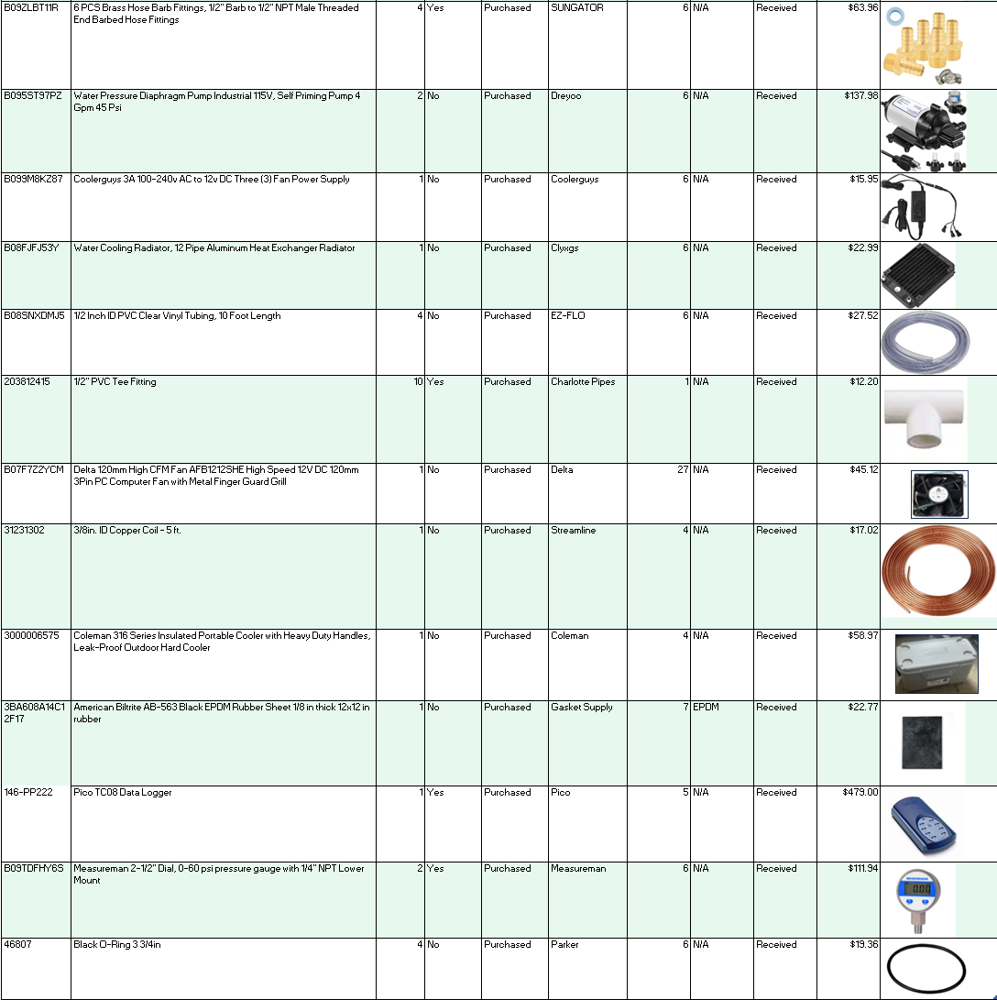 B09ZLBT11R 6 PCS Brass Hose Barb Fittings, 1/2" Barb to 1/2" NPT Male Threaded 4 Yes Purchased SUNGATOR 6 N/A Received $63.96
End Barbed Hose Fittings
B095ST97PZ Water Pressure Diaphragm Pump Industrial 115V, Self Priming Pump 4 2 No Purchased Dreyoo 6 N/A Received $137.98
Gpm 45 Psi
B099M8KZ87 Coolerguys 3A 100-240v AC to 12v DC Three (3) Fan Power Supply 1 No Purchased Coolerguys 6 N/A Received $15.95
B08FJFJ53Y Water Cooling Radiator, 12 Pipe Aluminum Heat Exchanger Radiator 1 No Purchased Clyxgs 6 N/A Received $22.99
B08SNXDMJ5 1/2 Inch ID PVC Clear Vinyl Tubing, 10 Foot Length 4 No Purchased EZ-FLO 6 N/A Received $27.52
203812415 1/2" PVC Tee Fitting 10 Yes Purchased Charlotte Pipes 1 N/A Received $12.20
B07F7Z2YCM Delta 120mm High CFM Fan AFB1212SHE High Speed 12V DC 120mm 1 No Purchased Delta 27 N/A Received $45.12
3Pin PC Computer Fan with Metal Finger Guard Grill
31231302 3/8in. ID Copper Coil - 5 ft. 1 No Purchased Streamline 4 N/A Received $17.02
3000006575 Coleman 316 Series Insulated Portable Cooler with Heavy Duty Handles, 1 No Purchased Coleman 4 N/A Received $58.97
Leak-Proof Outdoor Hard Cooler
3BA608A14C1 American Biltrite AB-563 Black EPDM Rubber Sheet 1/8 in thick 12x12 in 1 No Purchased Gasket Supply 7 EPDM Received $22.77
2F17 rubber
146-PP222 Pico TC08 Data Logger 1 Yes Purchased Pico 5 N/A Received $479.00
B09TDFHY6S Measureman 2-1/2" Dial, 0-60 psi pressure gauge with 1/4" NPT Lower 2 Yes Purchased Measureman 6 N/A Received $111.94
Mount
0.00
46807 Black O-Ring 3 3/4in 4 No Purchased Parker 6 N/A Received $19.36